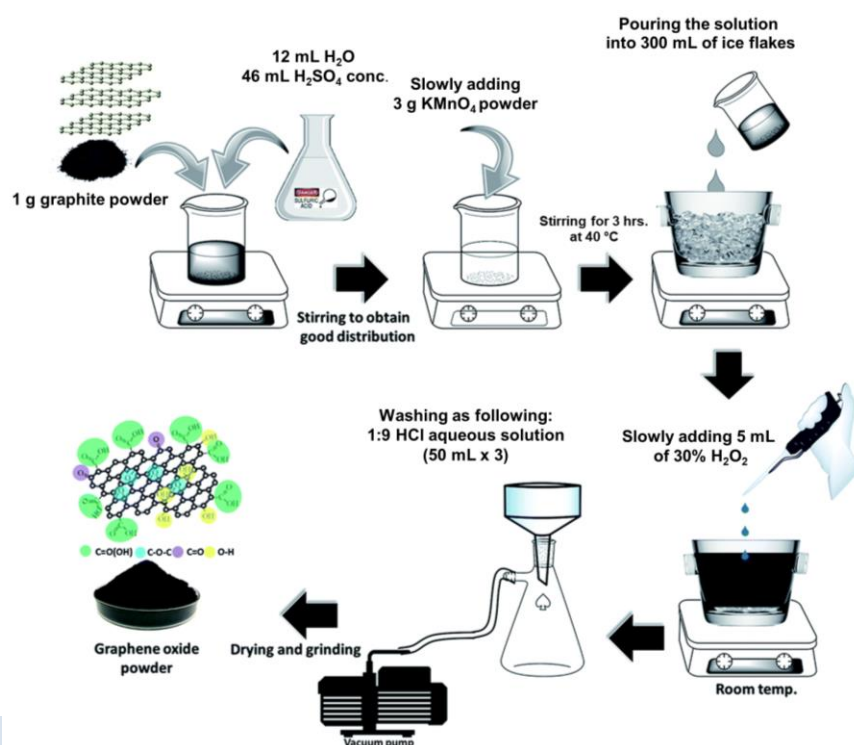 12 mL H₂O
46 mL H₂SO₄ conc.
1 g graphite powder
DANGER
SULFURIC
ACID
Stirring to obtain
good distribution
Slowly adding
3 g KMnO₄ powder
Stirring for 3 hrs.
at 40 °C
Pouring the solution
into 300 mL of ice flakes
Slowly adding 5 mL
of 30% H₂O₂
Room temp.
Washing as following:
1:9 HCl aqueous solution
(50 mL x 3)
Vacuum pump
Drying and grinding
C=O(OH) C-O-C C=O O-H
Graphene oxide
powder